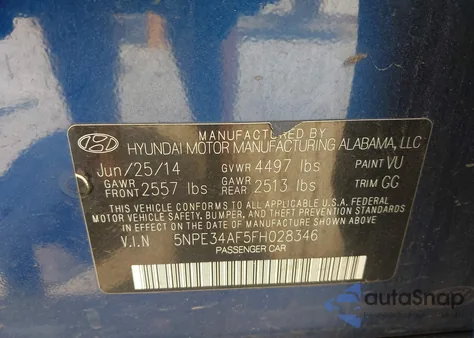 MANUFACTURED BY
HYUNDAI MOTOR MANUFACTURING ALABAMA, LLC
Jun/25/14 GVWR 4497 lbs PAINT VU
GAWR FRONT 2557 lbs GAWR REAR 2513 lbs TRIM GG
THIS VEHICLE CONFORMS TO ALL APPLICABLE U.S.A. FEDERAL
MOTOR VEHICLE SAFETY, BUMPER, AND THEFT PREVENTION
STANDARDS IN EFFECT ON THE DATE OF MANUFACTURE SHOWN ABOVE
V.I.N 5NPE34AF5FH028346
PASSENGER CAR
autoSnap